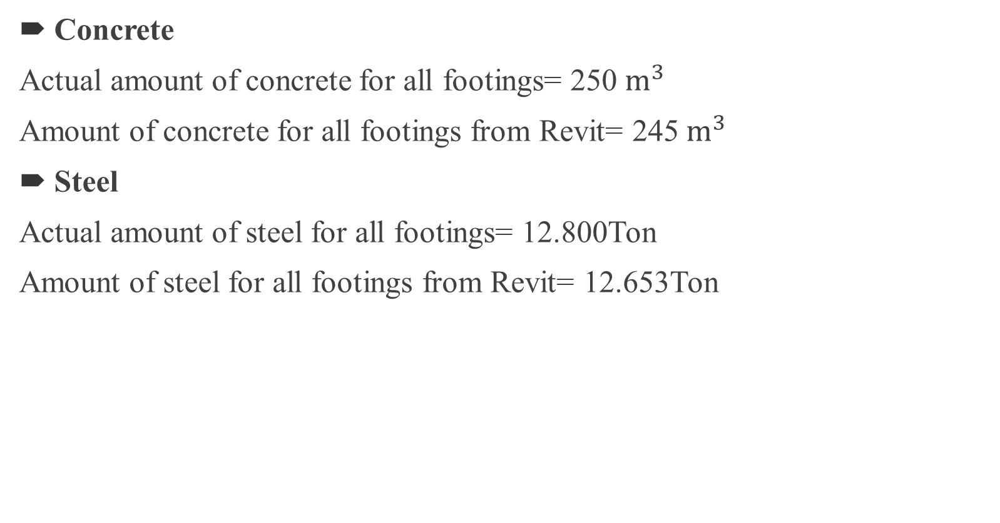 Concrete
Actual amount of concrete for all footings= 250 m³
Amount of concrete for all footings from Revit= 245 m³
Steel
Actual amount of steel for all footings= 12.800Ton
Amount of steel for all footings from Revit= 12.653Ton